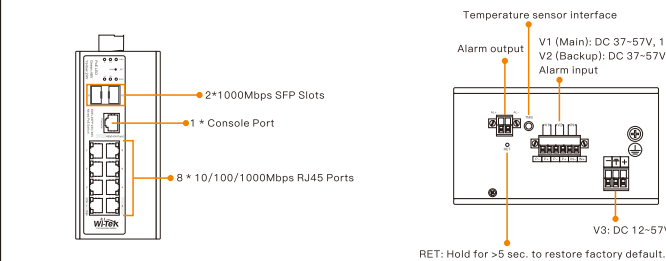 2*1000Mbps SFP Slots
1 * Console Port
8 * 10/100/1000Mbps RJ45 Ports
Wi-Tek
Temperature sensor interface
Alarm output
V1 (Main): DC 37~57V, 1
V2 (Backup): DC 37~57V
Alarm input
RET
V3: DC 12~57V
RET: Hold for >5 sec. to restore factory default.